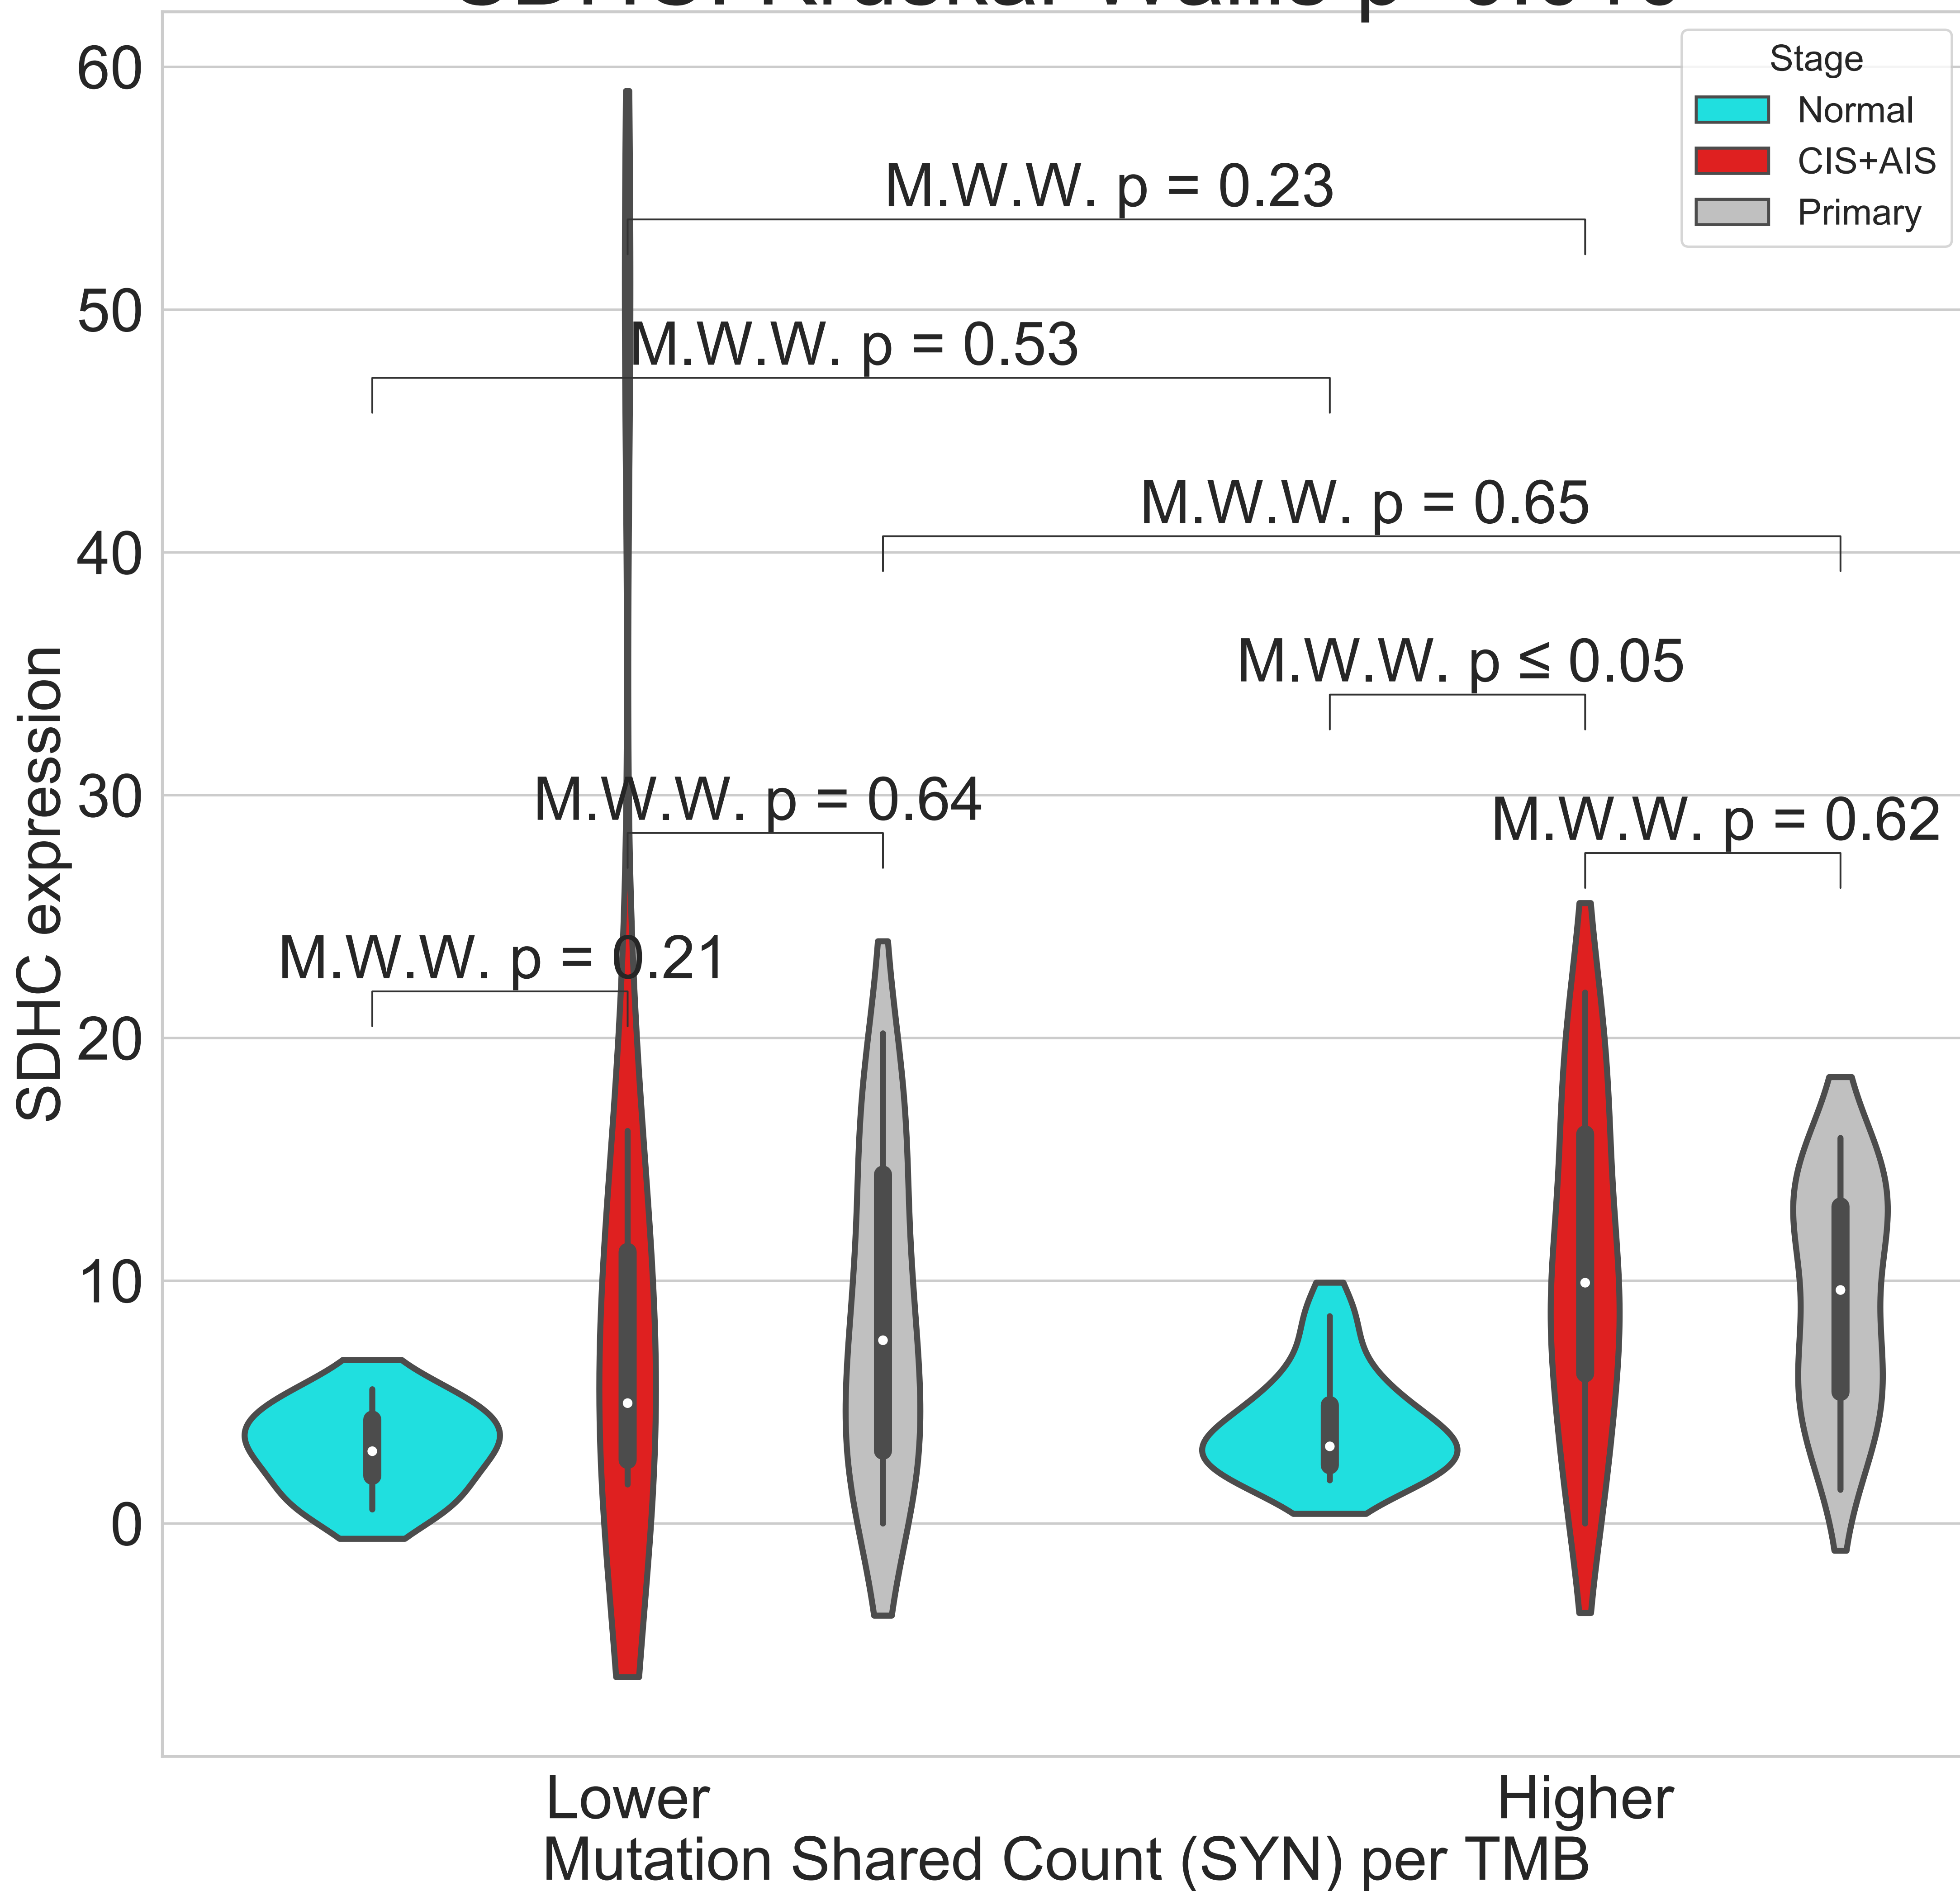 60
50
40
30
20
10
0
SDHC expression
Stage
Normal
CIS+AIS
Primary
M.W.W. p = 0.23
M.W.W. p = 0.53
M.W.W. p = 0.65
M.W.W. p ≤ 0.05
M.W.W. p = 0.64
M.W.W. p = 0.62
M.W.W. p = 0.21
Lower
Higher
Mutation Shared Count (SYN) per TMB